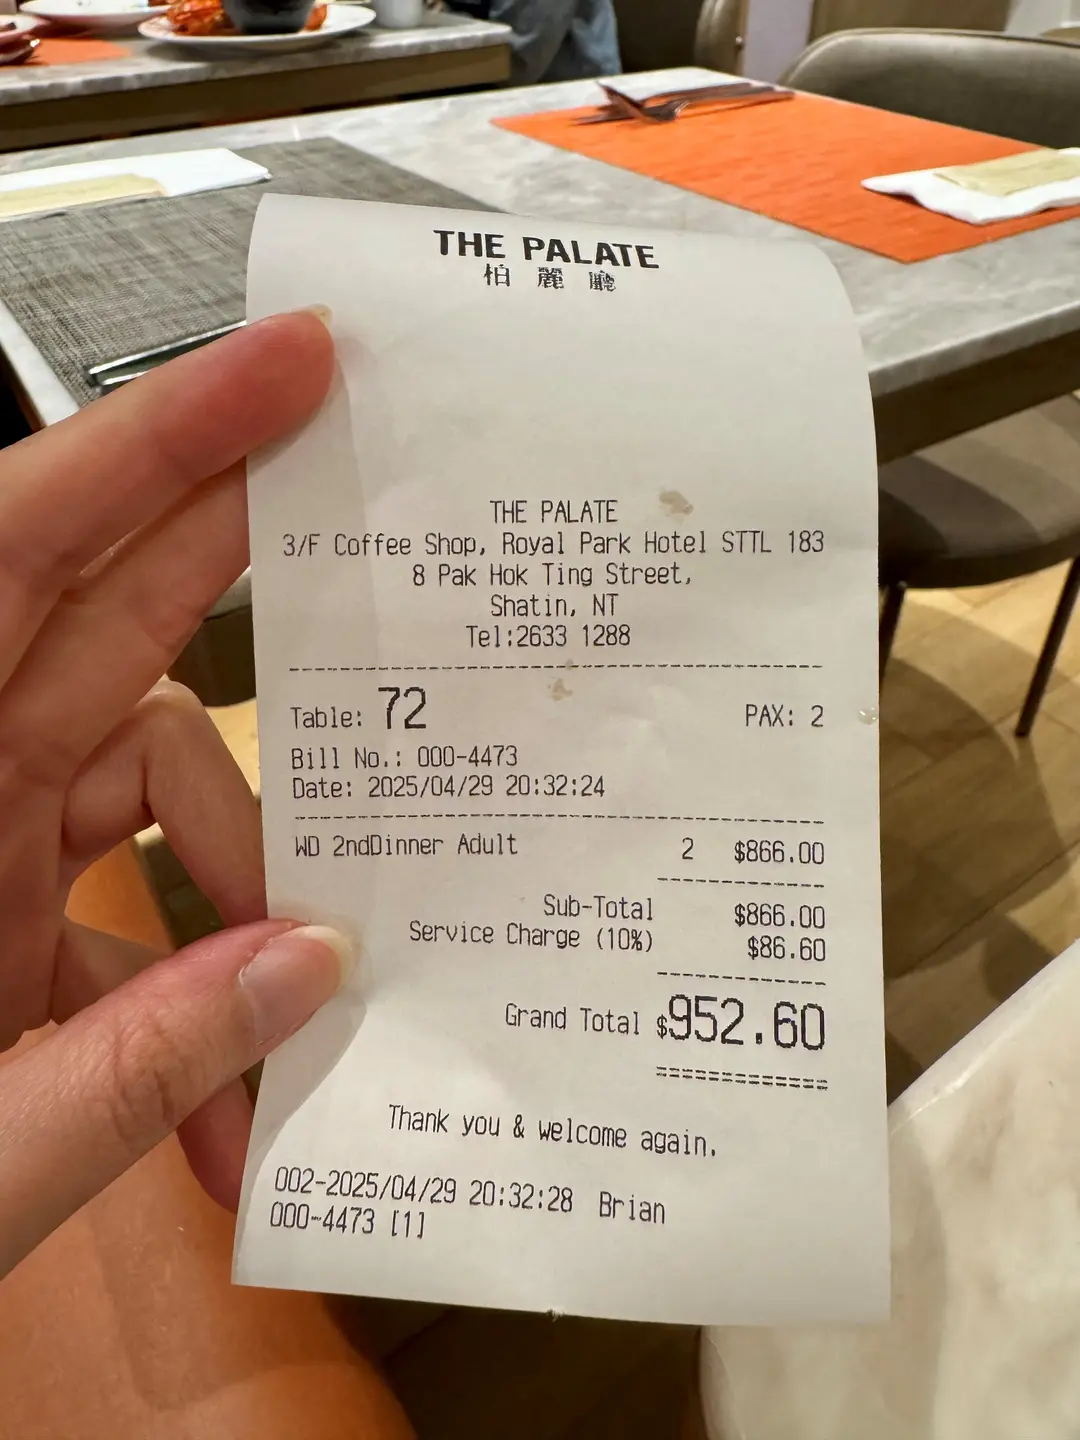 THE PALATE
柏麗廳
THE PALATE
3/F Coffee Shop, Royal Park Hotel STTL 183
8 Pak Hok Ting Street,
Shatin, NT
Tel:2633 1288
Table: 72 PAX: 2
Bill No.: 000-4473
Date: 2025/04/29 20:32:24
WD 2ndDinner Adult 2 $866.00
Sub-Total $866.00
Service Charge (10%) $86.60
Grand Total $952.60
Thank you & welcome again.
002-2025/04/29 20:32:28 Brian
000-4473 [1]